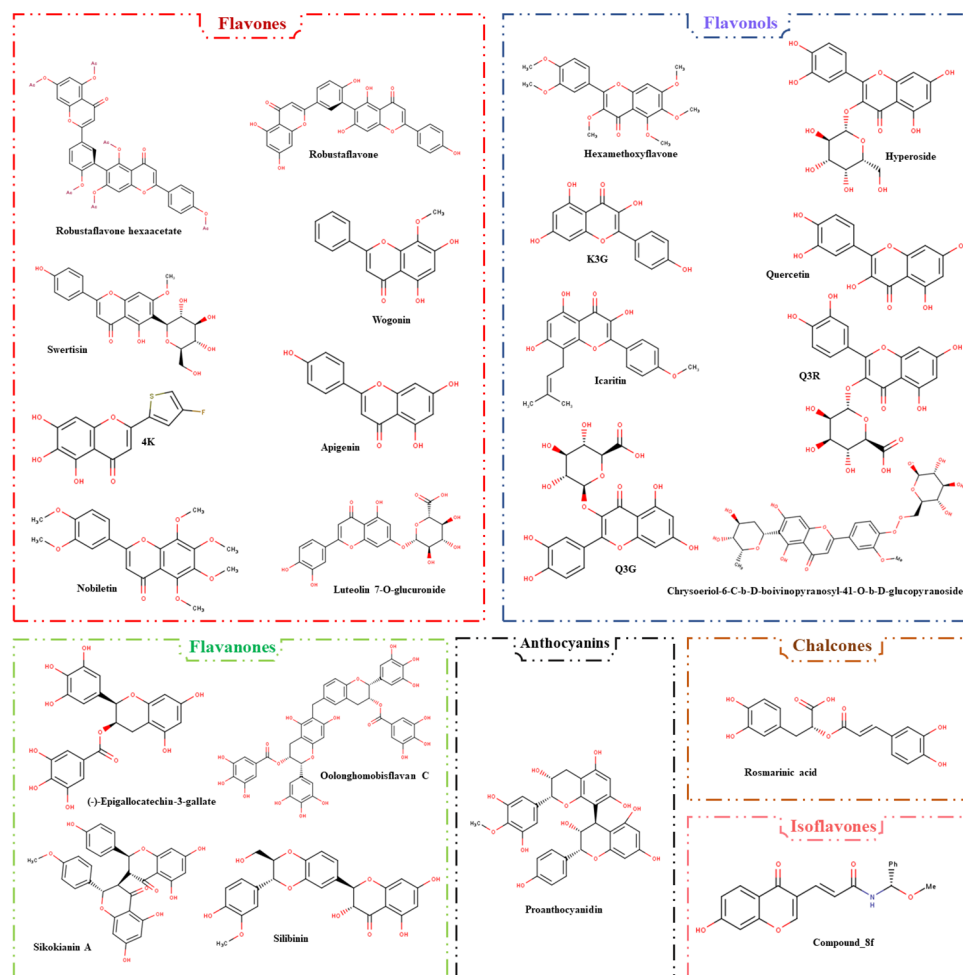 Flavones
Robustaflavone hexaacetate
Robustaflavone
Swertisin
Wogonin
4K
Apigenin
Nobiletin
Luteolin 7-O-glucuronide
Flavonols
Hexamethoxyflavone
Hyperoside
K3G
Quercetin
Icaritin
Q3R
Q3G
Chrysoeriol-6-C-b-D-boivinopyranosyl-41-O-b-D-glucopyranoside
Flavanones
(-)-Epigallocatechin-3-gallate
Oolonghomobisflavan C
Sikokianin A
Silibinin
Anthocyanins
Proanthocyanidin
Chalcones
Rosmarinic acid
Isoflavones
Ph
Me
Compound_8f